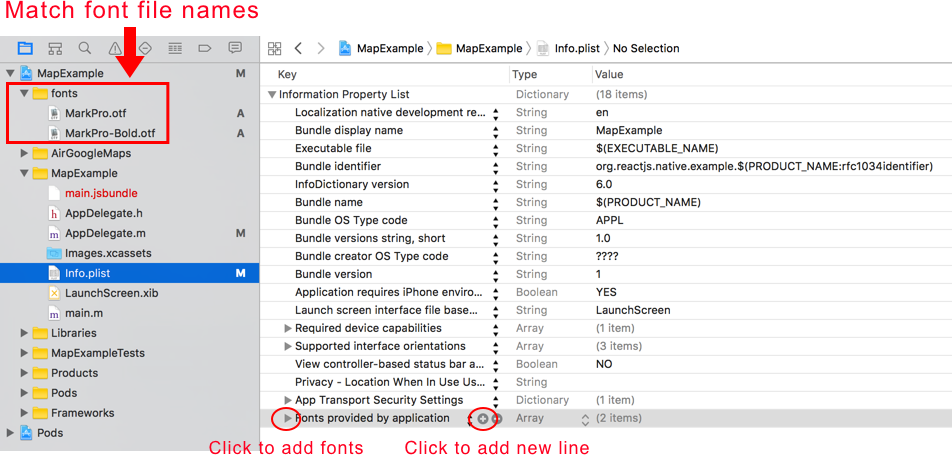 Match font file names
MapExample
MapExample
Info.plist
No Selection
MapExample M
fonts
MarkPro.otf A
MarkPro-Bold.otf A
AirGoogleMaps
MapExample
main.jsbundle
h AppDelegate.h
m AppDelegate.m M
Images.xcassets
Info.plist M
LaunchScreen.xib
m main.m
Libraries
MapExampleTests
Products
Pods
Frameworks
Pods
Key Type Value
Information Property List Dictionary (18 items)
Localization native development re... String en
Bundle display name String MapExample
Executable file String $(EXECUTABLE_NAME)
Bundle identifier String org.reactjs.native.example.$(PRODUCT_NAME:rfc1034identifier)
InfoDictionary version String 6.0
Bundle name String $(PRODUCT_NAME)
Bundle OS Type code String APPL
Bundle versions string, short String 1.0
Bundle creator OS Type code String ????
Bundle version String 1
Application requires iPhone enviro... Boolean YES
Launch screen interface file base... String LaunchScreen
Required device capabilities Array (1 item)
Supported interface orientations Array (3 items)
View controller-based status bar a... Boolean NO
Privacy - Location When In Use Us... String
App Transport Security Settings Dictionary (1 item)
Fonts provided by application Array (2 items)
Click to add fonts
Click to add new line